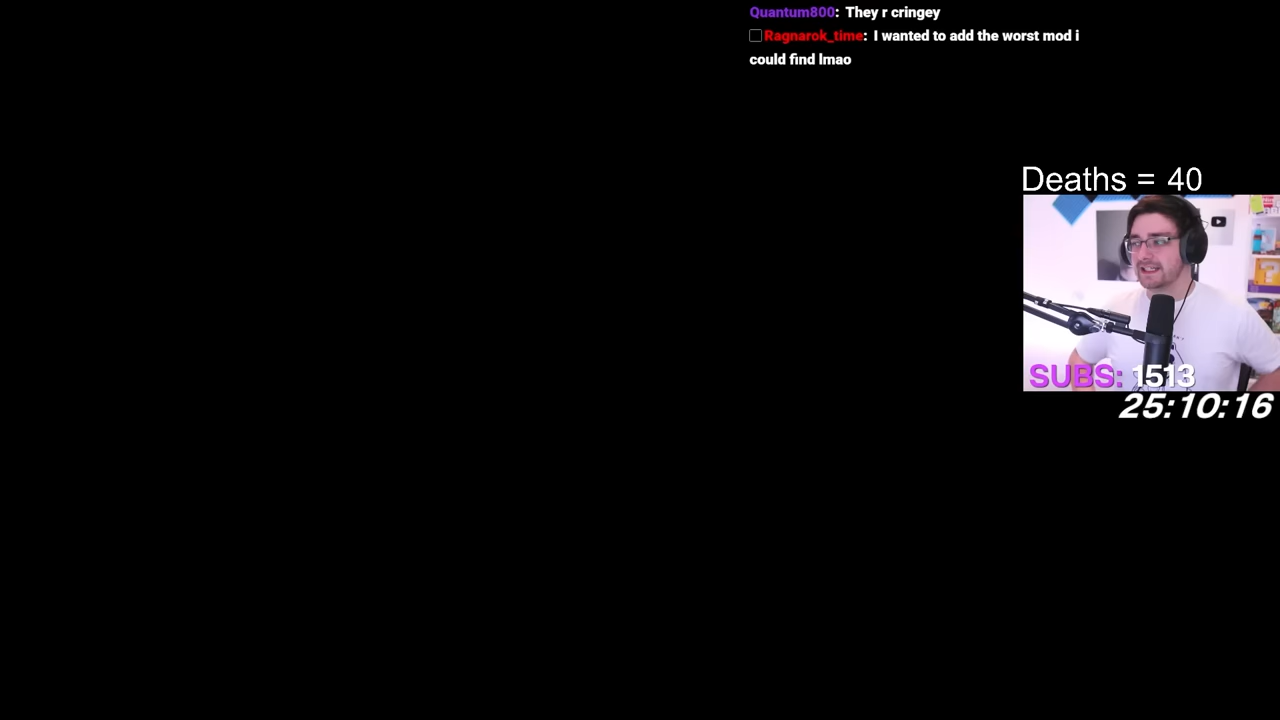 Quantum800: They r cringey
Ragnarok_time: I wanted to add the worst mod i
could find lmao
Deaths = 40
SUBS: 1513
25:10:16